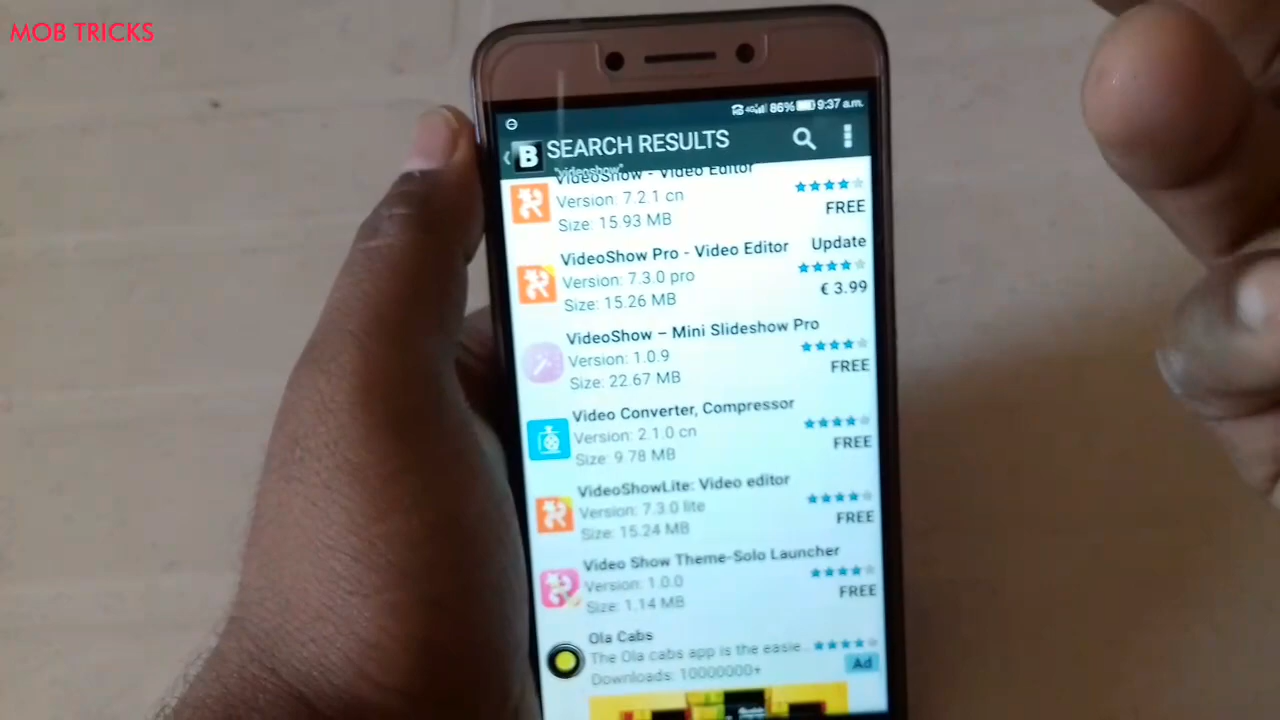 MOB TRICKS
86% 9:37 a.m.
B SEARCH RESULTS
"videoshow"
VideoShow - Video Editor
Version: 7.2.1 cn
FREE
Size: 15.93 MB
VideoShow Pro - Video Editor Update
Version: 7.3.0 pro
€ 3.99
Size: 15.26 MB
VideoShow – Mini Slideshow Pro
Version: 1.0.9
FREE
Size: 22.67 MB
Video Converter, Compressor
Version: 2.1.0 cn
FREE
Size: 9.78 MB
VideoShowLite: Video editor
Version: 7.3.0 lite
FREE
Size: 15.24 MB
Video Show Theme-Solo Launcher
Version: 1.0.0
FREE
Size: 1.14 MB
Ola Cabs
The Ola cabs app is the easie...
Ad
Downloads: 10000000+